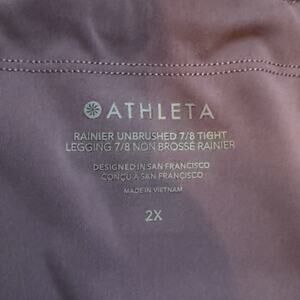 ATHLETA
RAINIER UNBRUSHED 7/8 TIGHT
LEGGING 7/8 NON BROSSÉ RAINIER
DESIGNED IN SAN FRANCISCO
CONÇU À SAN FRANCISCO
MADE IN VIETNAM
2X